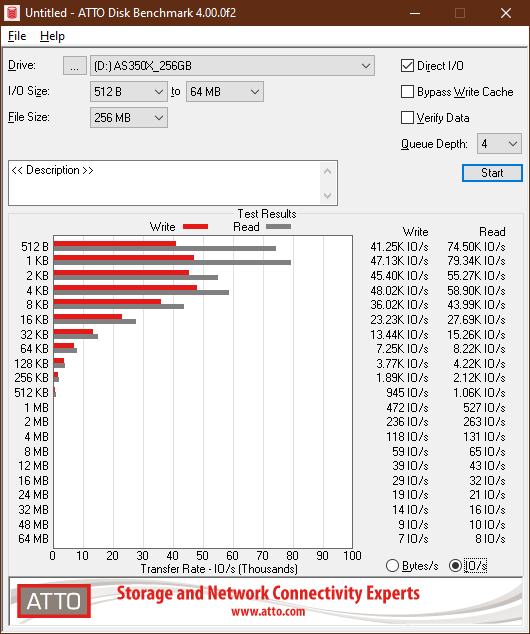 Untitled - ATTO Disk Benchmark 4.00.0f2
File Help
Drive: ... (D:) AS350X_256GB
Direct I/O
I/O Size: 512 B to 64 MB
Bypass Write Cache
File Size: 256 MB
Verify Data
Queue Depth: 4
Start
<< Description >>
Test Results
Write Read Write Read
512 B 41.25K IO/s 74.50K IO/s
1 KB 47.13K IO/s 79.34K IO/s
2 KB 45.40K IO/s 55.27K IO/s
4 KB 48.02K IO/s 58.90K IO/s
8 KB 36.02K IO/s 43.99K IO/s
16 KB 23.23K IO/s 27.69K IO/s
32 KB 13.44K IO/s 15.26K IO/s
64 KB 7.25K IO/s 8.22K IO/s
128 KB 3.77K IO/s 4.22K IO/s
256 KB 1.89K IO/s 2.12K IO/s
512 KB 945 IO/s 1.06K IO/s
1 MB 472 IO/s 527 IO/s
2 MB 236 IO/s 263 IO/s
4 MB 118 IO/s 131 IO/s
8 MB 59 IO/s 65 IO/s
12 MB 39 IO/s 43 IO/s
16 MB 29 IO/s 32 IO/s
24 MB 19 IO/s 21 IO/s
32 MB 14 IO/s 16 IO/s
48 MB 9 IO/s 10 IO/s
64 MB 7 IO/s 8 IO/s
0 10 20 30 40 50 60 70 80 90 100
Transfer Rate - IO/s (Thousands)
Bytes/s IO/s
ATTO
Storage and Network Connectivity Experts
www.atto.com